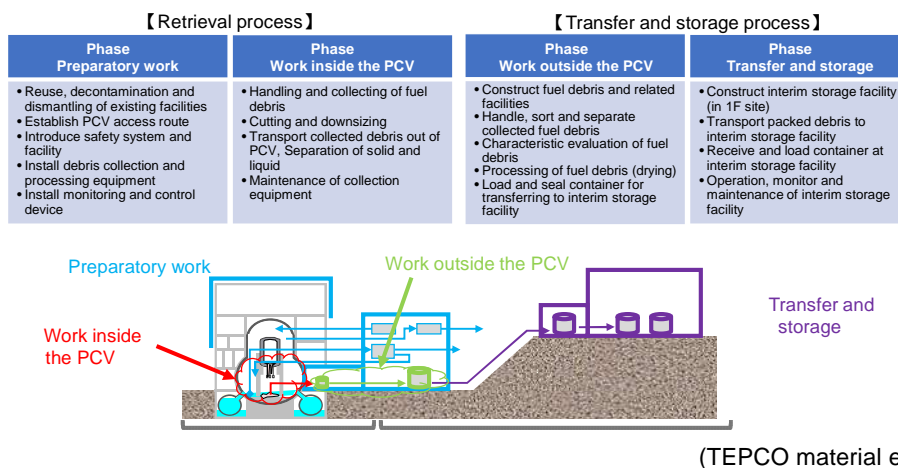 【Retrieval process】
【Transfer and storage process】
Phase
Preparatory work
• Reuse, decontamination and
dismantling of existing facilities
• Establish PCV access route
• Introduce safety system and
facility
• Install debris collection and
processing equipment
• Install monitoring and control
device
Phase
Work inside the PCV
• Handling and collecting of fuel
debris
• Cutting and downsizing
• Transport collected debris out of
PCV, Separation of solid and
liquid
• Maintenance of collection
equipment
Phase
Work outside the PCV
• Construct fuel debris and related
facilities
• Handle, sort and separate
collected fuel debris
• Characteristic evaluation of
fuel debris
• Processing of fuel debris (drying)
• Load and seal container for
transferring to interim storage
facility
Phase
Transfer and storage
• Construct interim storage facility
(in 1F site)
• Transport packed debris to
interim storage facility
• Receive and load container at
interim storage facility
• Operation, monitor and
maintenance of interim storage
facility
Preparatory work
Work outside the PCV
Work inside
the PCV
Transfer and
storage
(TEPCO material e